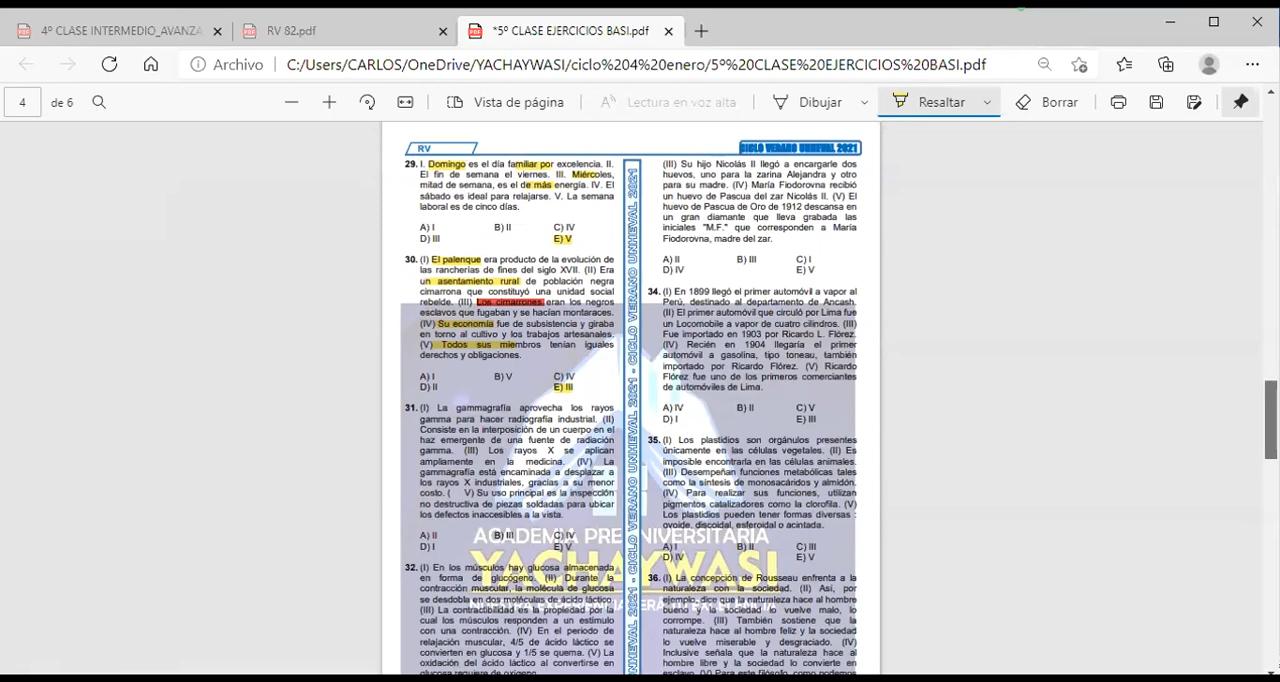 4º CLASE INTERMEDIO_AVANZA
RV 82.pdf
*5º CLASE EJERCICIOS BASI.pdf
Archivo
C:/Users/CARLOS/OneDrive/YACHAYWASI/ciclo%204%20enero/5º%20CLASE%20EJERCICIOS%20BASI.pdf
4 de 6
Vista de página
Lectura en voz alta
Dibujar
Resaltar
Borrar
RV
CICLO VERANO UNHEVAL 2021
29. I. Domingo es el día familiar por excelencia. II.
El fin de semana el viernes. III. Miércoles,
mitad de semana, es el de más energía. IV. El
sábado es ideal para relajarse. V. La semana
laboral es de cinco días.
A) I B) II C) IV
D) III E) V
30. (I) El palenque era producto de la evolución de
las rancherías de fines del siglo XVII. (II) Era
un asentamiento rural de población negra
cimarrona que constituyó una unidad social
rebelde. (III) Los cimarrones eran los negros
esclavos que fugaban y se hacían montaraces.
(IV) Su economía fue de subsistencia y giraba
en torno al cultivo y los trabajos artesanales.
(V) Todos sus miembros tenían iguales
derechos y obligaciones.
A) I B) V C) IV
D) II E) III
31. (I) La gammagrafía aprovecha los rayos
gamma para hacer radiografía industrial. (II)
Consiste en la interposición de un cuerpo en el
haz emergente de una fuente de radiación
gamma. (III) Los rayos X se aplican
ampliamente en la medicina. (IV) La
gammagrafía está encaminada a desplazar a
los rayos X industriales, gracias a su menor
costo. ( V) Su uso principal es la inspección
no destructiva de piezas soldadas para ubicar
los defectos inaccesibles a la vista.
A) II B) III C) IV
D) I E) V
32. (I) En los músculos hay glucosa almacenada
en forma de glucógeno. (II) Durante la
contracción muscular, la molécula de glucosa
se desdobla en dos moléculas de ácido láctico.
(III) La contractibilidad es la propiedad por la
cual los músculos responden a un estímulo
con una contracción. (IV) En el periodo de
relajación muscular, 4/5 de ácido láctico se
convierten en glucosa y 1/5 se quema. (V) La
oxidación del ácido láctico al convertirse en
glucosa requiere de oxígeno.
CICLO VERANO UNHEVAL 2021 - CICLO VERANO UNHEVAL 2021 - CICLO VERANO UNHEVAL 2021
(III) Su hijo Nicolás II llegó a encargarle dos
huevos, uno para la zarina Alejandra y otro
para su madre. (IV) María Fiodorovna recibió
un huevo de Pascua del zar Nicolás II. (V) El
huevo de Pascua de Oro de 1912 descansa en
un gran diamante que lleva grabada las
iniciales "M.F." que corresponden a María
Fiodorovna, madre del zar.
A) II B) III C) I
D) IV E) V
34. (I) En 1899 llegó el primer automóvil a vapor al
Perú, destinado al departamento de Ancash.
(II) El primer automóvil que circuló por Lima fue
un Locomobile a vapor de cuatro cilindros. (III)
Fue importado en 1903 por Ricardo L. Flórez.
(IV) Recién en 1904 llegaría el primer
automóvil a gasolina, tipo toneau, también
importado por Ricardo Flórez. (V) Ricardo
Flórez fue uno de los primeros comerciantes
de automóviles de Lima.
A) IV B) II C) V
D) I E) III
35. (I) Los plastidios son orgánulos presentes
únicamente en las células vegetales. (II) Es
imposible encontrarla en las células animales.
(III) Desempeñan funciones metabólicas tales
como la síntesis de monosacáridos y almidón.
(IV) Para realizar sus funciones, utilizan
pigmentos catalizadores como la clorofila. (V)
Los plastidios pueden tener formas diversas :
ovoide, discoidal, esferoidal o acintada.
A) I B) II C) III
D) IV E) V
36. (I) La concepción de Rousseau enfrenta a la
naturaleza con la sociedad. (II) Así, por
ejemplo, dice que la naturaleza hace al hombre
bueno y la sociedad lo vuelve malo, lo
corrompe. (III) También sostiene que la
naturaleza hace al hombre feliz y la sociedad
lo vuelve miserable y desgraciado. (IV)
Inclusive señala que la naturaleza hace al
hombre libre y la sociedad lo convierte en
esclavo. (V) Para este filósofo, como podemos
ACADEMIA PRE UNIVERSITARIA
YACHAYWASI